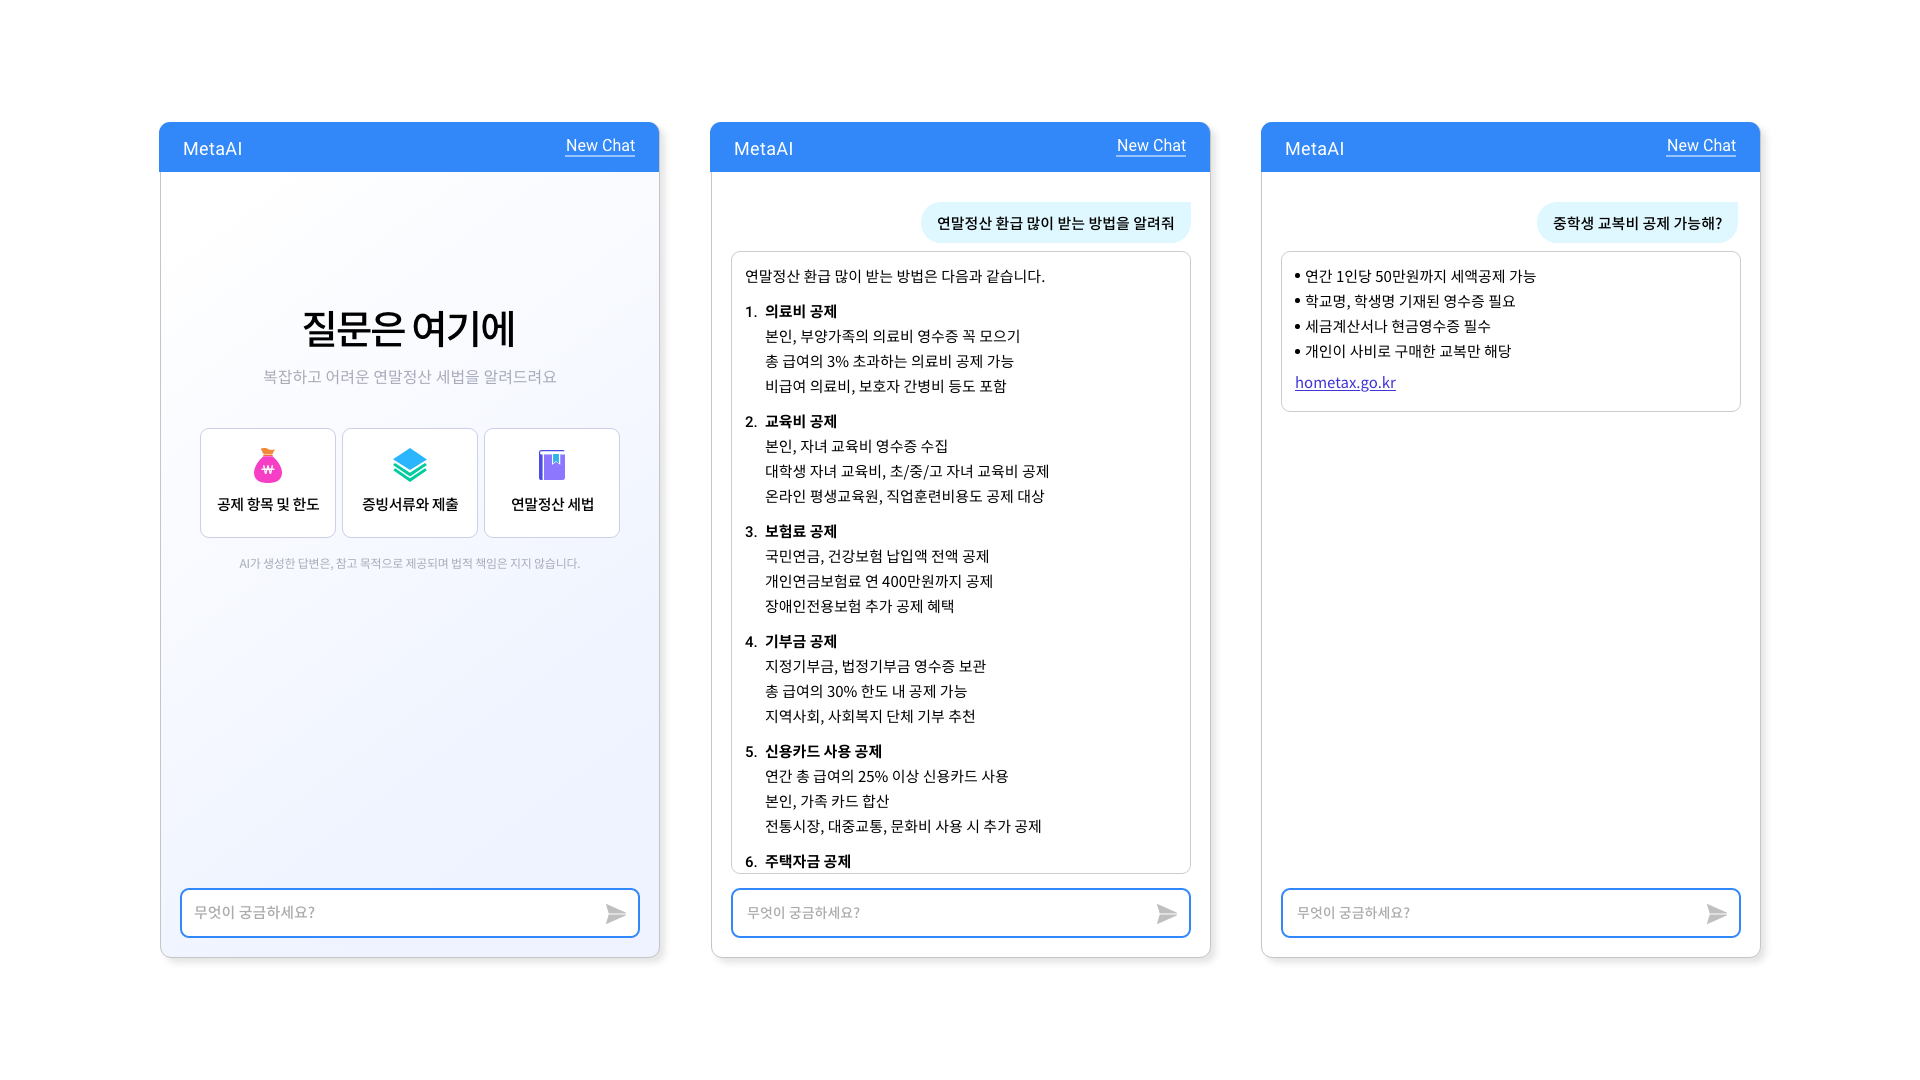 MetaAI
New Chat
질문은 여기에
복잡하고 어려운 연말정산 세법을 알려드려요
공제 항목 및 한도
증빙서류와 제출
연말정산 세법
AI가 생성한 답변은, 참고 목적으로 제공되며 법적 책임은 지지 않습니다.
무엇이 궁금하세요?
MetaAI
New Chat
연말정산 환급 많이 받는 방법을 알려줘
연말정산 환급 많이 받는 방법은 다음과 같습니다.
1. 의료비 공제
본인, 부양가족의 의료비 영수증 꼭 모으기
총 급여의 3% 초과하는 의료비 공제 가능
비급여 의료비, 보호자 간병비 등도 포함
2. 교육비 공제
본인, 자녀 교육비 영수증 수집
대학생 자녀 교육비, 초/중/고 자녀 교육비 공제
온라인 평생교육원, 직업훈련비용도 공제 대상
3. 보험료 공제
국민연금, 건강보험 납입액 전액 공제
개인연금보험료 연 400만원까지 공제
장애인전용보험 추가 공제 혜택
4. 기부금 공제
지정기부금, 법정기부금 영수증 보관
총 급여의 30% 한도 내 공제 가능
지역사회, 사회복지 단체 기부 추천
5. 신용카드 사용 공제
연간 총 급여의 25% 이상 신용카드 사용
본인, 가족 카드 합산
전통시장, 대중교통, 문화비 사용 시 추가 공제
6. 주택자금 공제
무엇이 궁금하세요?
MetaAI
New Chat
중학생 교복비 공제 가능해?
• 연간 1인당 50만원까지 세액공제 가능
• 학교명, 학생명 기재된 영수증 필요
• 세금계산서나 현금영수증 필수
• 개인이 사비로 구매한 교복만 해당
hometax.go.kr
무엇이 궁금하세요?